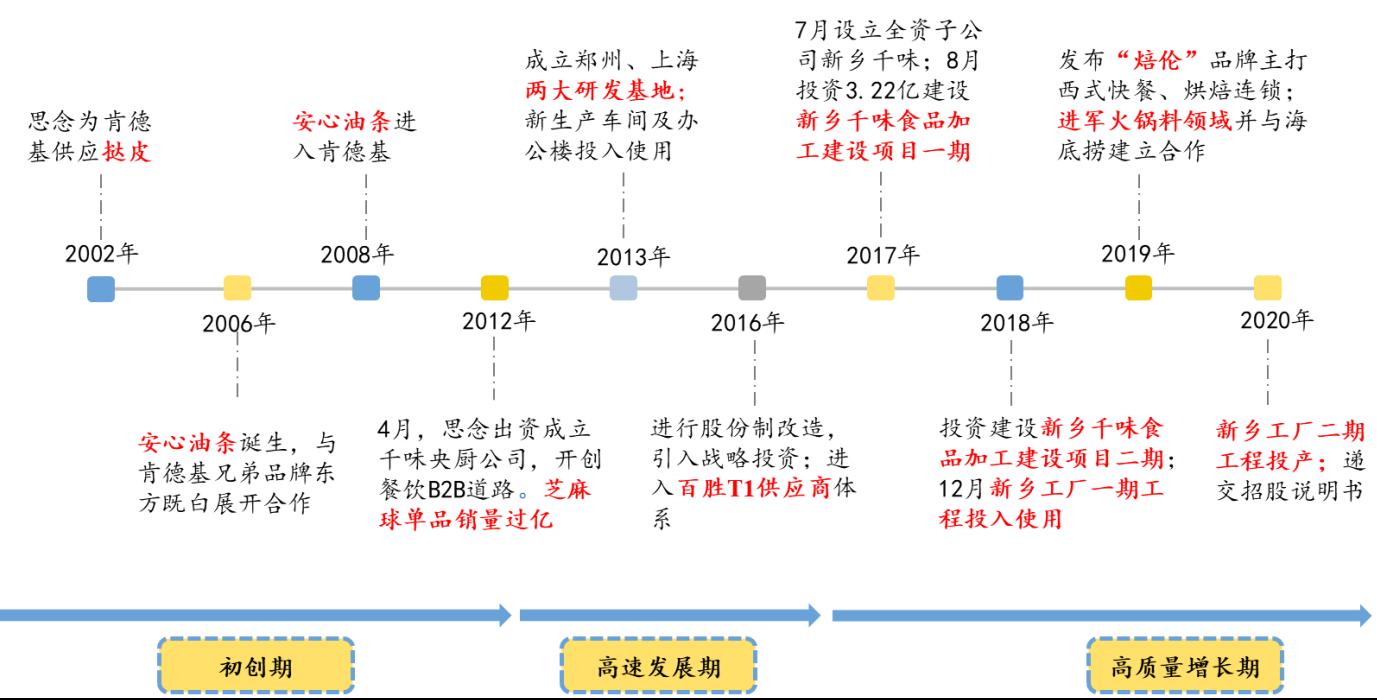 思念为肯德
基供应挞皮
2002年
安心油条进
入肯德基
2008年
成立郑州、上海
两大研发基地；
新生产车间及办
公楼投入使用
2013年
7月设立全资子公
司新乡千味；8月
投资3.22亿建设
新乡千味食品加
工建设项目一期
2017年
发布“焙伦”品牌主打
西式快餐、烘焙连锁；
进军火锅料领域并与海
底捞建立合作
2019年
2006年
安心油条诞生，与
肯德基兄弟品牌东
方既白展开合作
2012年
4月，思念出资成立
千味央厨公司，开创
餐饮B2B道路。芝麻
球单品销量过亿
2016年
进行股份制改造，
引入战略投资；进
入百胜T1供应商体
系
2018年
投资建设新乡千味食
品加工建设项目二期；
12月新乡工厂一期工
程投入使用
2020年
新乡工厂二期
工程投产；递
交招股说明书
初创期
高速发展期
高质量增长期